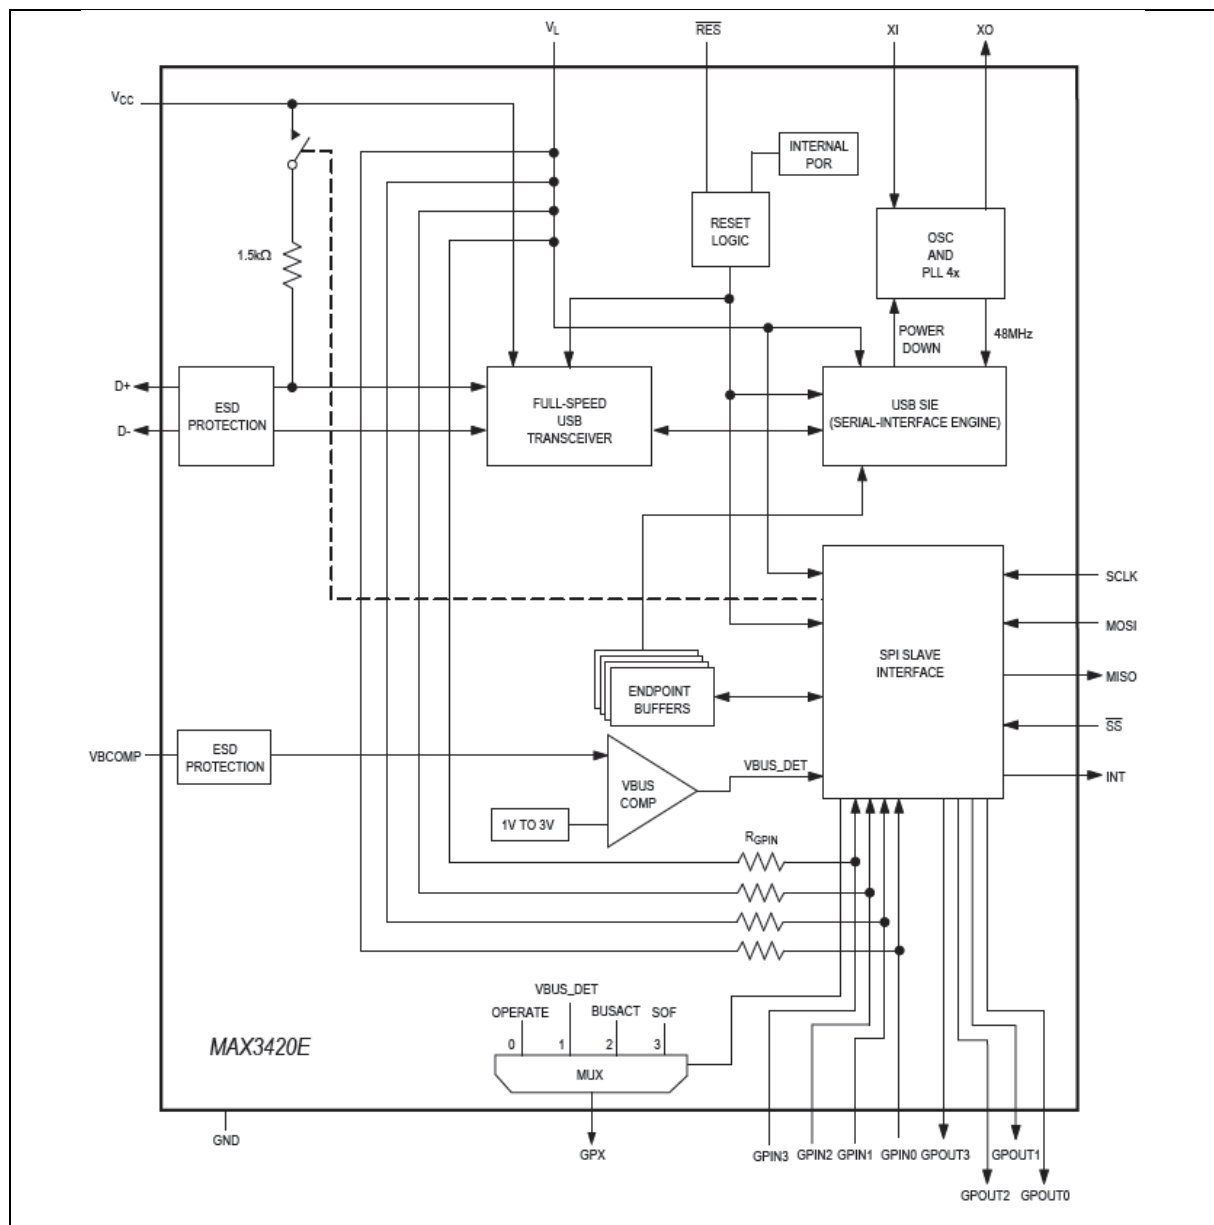 VL
RES
XI
XO
VCC
INTERNAL
POR
RESET
LOGIC
OSC
AND
PLL 4x
1.5kΩ
POWER
DOWN
48MHz
D+
D-
ESD
PROTECTION
FULL-SPEED
USB
TRANSCEIVER
USB SIE
(SERIAL-INTERFACE ENGINE)
SCLK
MOSI
SPI SLAVE
INTERFACE
MISO
SS
INT
ENDPOINT
BUFFERS
VBCOMP
ESD
PROTECTION
VBUS
COMP
VBUS_DET
1V TO 3V
RGPIN
VBUS_DET
OPERATE
BUSACT
SOF
0
1
2
3
MUX
MAX3420E
GND
GPX
GPIN3
GPIN2
GPIN1
GPIN0
GPOUT3
GPOUT1
GPOUT2
GPOUT0